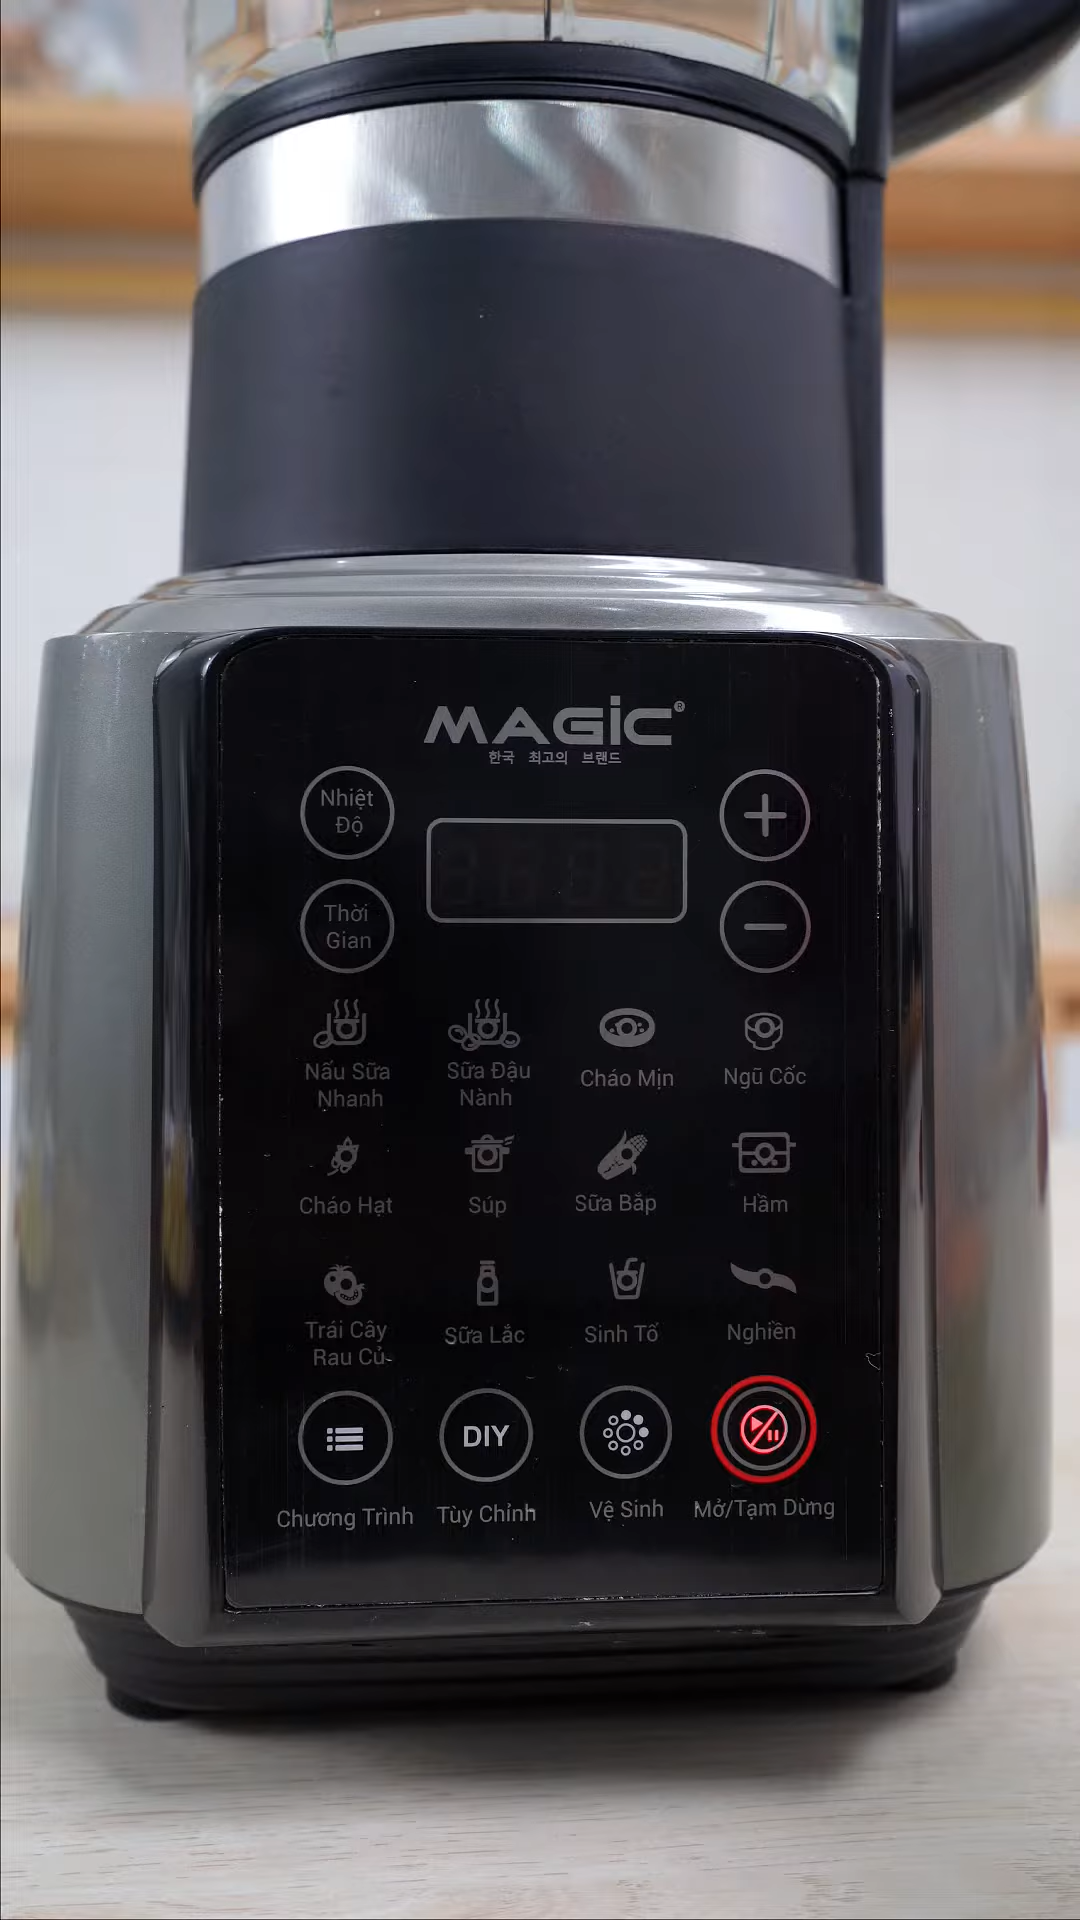 MAGiC®
한국 최고의 브랜드
Nhiệt
Độ
+
Thời
Gian
−
Nấu Sữa
Nhanh
Sữa Đậu
Nành
Cháo Mịn
Ngũ Cốc
Cháo Hạt
Súp
Sữa Bắp
Hầm
Trái Cây
Rau Củ
Sữa Lắc
Sinh Tố
Nghiền
DIY
Chương Trình
Tùy Chỉnh
Vệ Sinh
Mở/Tạm Dừng